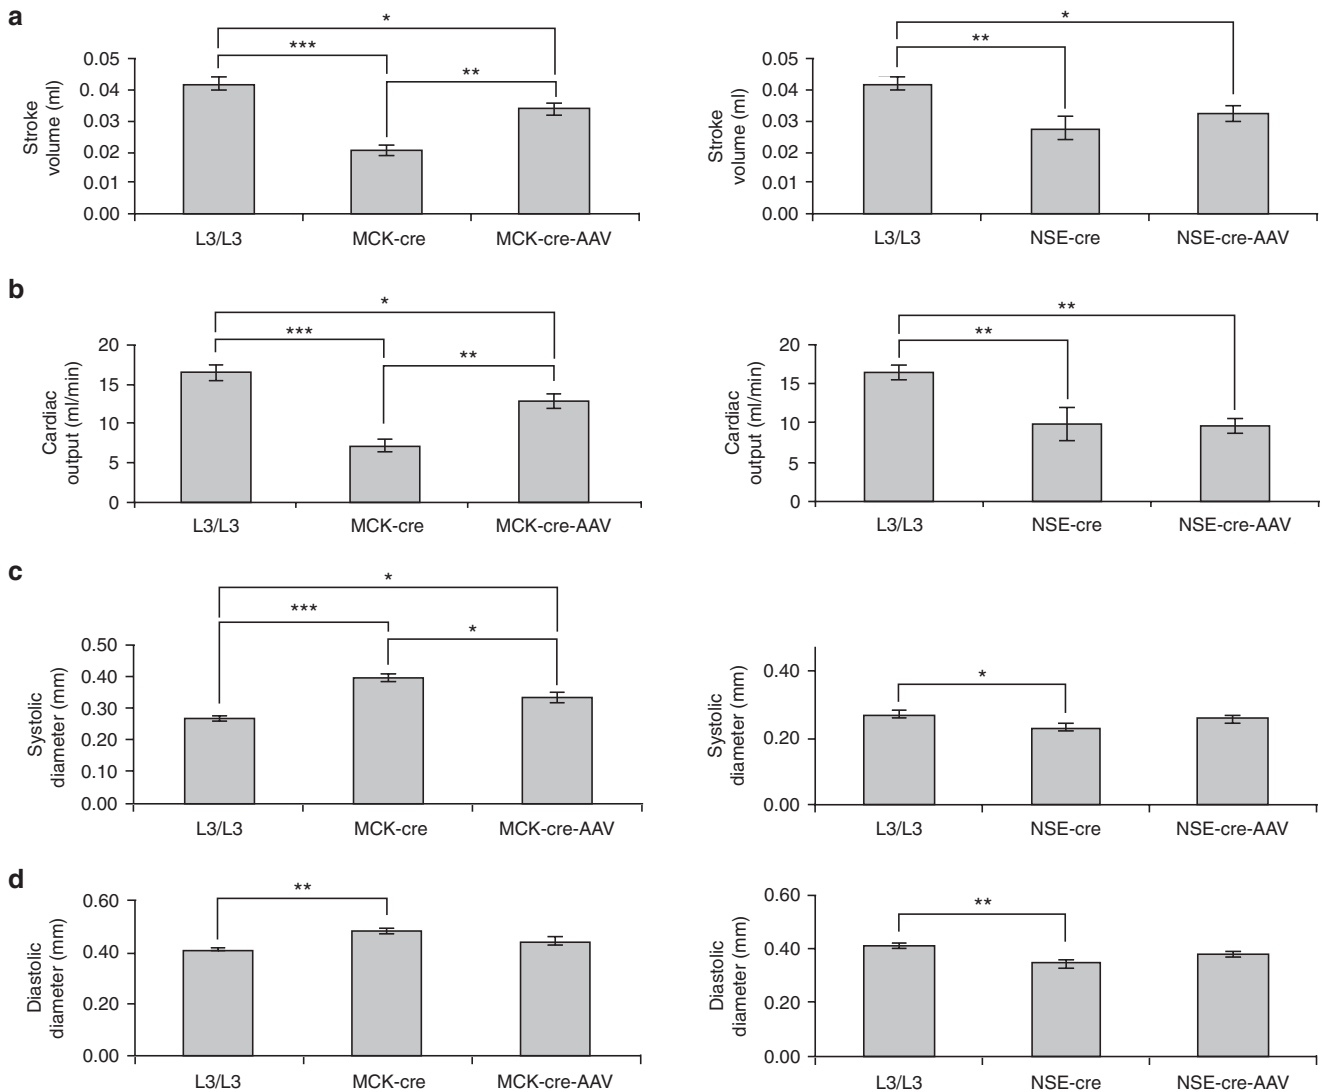 a
*
***
**
0.05
0. 04
0.03
0.02
0.01
0.00
Stroke
volume (ml)
L3/L3 MCK-cre MCK-cre-AAV
*
**
0.05
0.04
0.03
0.02
0.01
0.00
Stroke
volume (ml)
L3/L3 NSE-cre NSE-cre-AAV
b
*
***
**
20
15
10
5
0
Cardiac
output (ml/min)
L3/L3 MCK-cre MCK-cre-AAV
**
**
20
15
10
5
0
Cardiac
output (ml/min)
L3/L3 NSE-cre NSE-cre-AAV
c
*
***
*
0.50
0.40
0.30
0.20
0.10
0.00
Systolic
diameter (mm)
L3/L3 MCK-cre MCK-cre-AAV
*
0.40
0.20
0.00
Systolic
diameter (mm)
L3/L3 NSE-cre NSE-cre-AAV
d
**
0.60
0.40
0.20
0.00
Diastolic
diameter (mm)
L3/L3 MCK-cre MCK-cre-AAV
**
0.60
0.40
0.20
0.00
Diastolic
diameter (mm)
L3/L3 NSE-cre NSE-cre-AAV